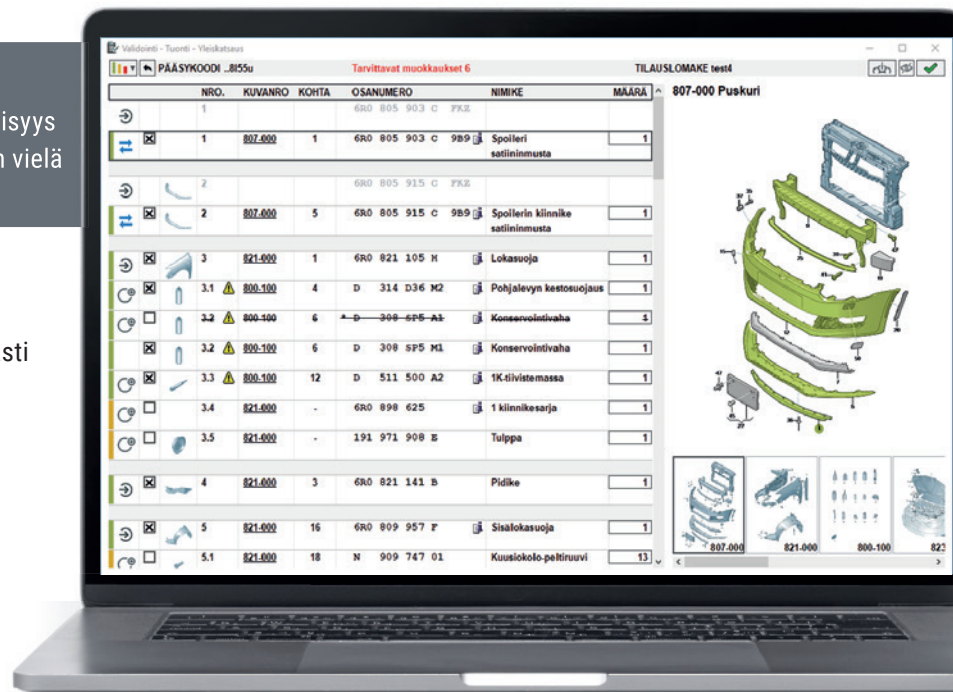 isyys
n vielä
sti
Validointi - Tuonti - Yleiskatsaus
PÄÄSYKOODI ..8I55u Tarvittavat muokkaukset 6 TILAUSLOMAKE test4
NRO. KUVANRO KOHTA OSANUMERO NIMIKE MÄÄRÄ
1 6R0 805 903 C FKZ
1 807-000 1 6R0 805 903 C 9B9 Spoileri 1
satiininmusta
2 6R0 805 915 C FKZ
2 807-000 5 6R0 805 915 C 9B9 Spoilerin kiinnike 1
satiininmusta
3 821-000 1 6R0 821 105 H Lokasuoja 1
3.1 800-100 4 D 314 D36 M2 Pohjalevyn kestosuojaus 1
3.2 800-100 6 * D 308 SP5 A1 Konservointivaha 1
3.2 800-100 6 D 308 SP5 M1 Konservointivaha 1
3.3 800-100 12 D 511 500 A2 1K-tiivistemassa 1
3.4 821-000 - 6R0 898 625 1 kiinnikesarja 1
3.5 821-000 - 191 971 908 E Tulppa 1
4 821-000 3 6R0 821 141 B Pidike 1
5 821-000 16 6R0 809 957 F Sisälokasuoja 1
5.1 821-000 18 N 909 747 01 Kuusiokolo-peltiruuvi 13
807-000 Puskuri
807-000 821-000 800-100 823